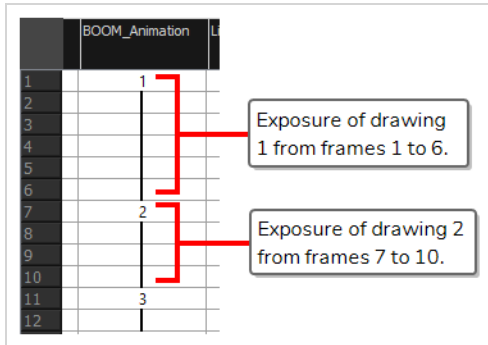 BOOM_Animation Li
1 1
2
3
4
5
6
7 2
8
9
10
11 3
12
Exposure of drawing
1 from frames 1 to 6.
Exposure of drawing 2
from frames 7 to 10.